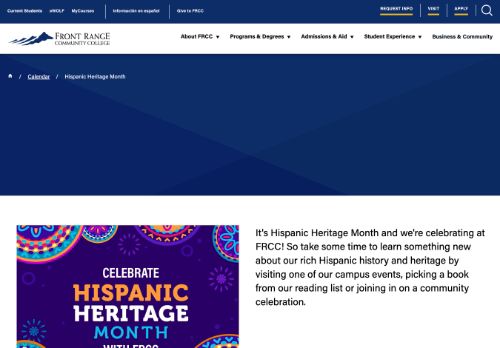 Current Students eWOLF MyCourses Información en español Give to FRCC REQUEST INFO VISIT APPLY
FRONT RANGE
COMMUNITY COLLEGE
About FRCC ▼ Programs & Degrees ▼ Admissions & Aid ▼ Student Experience ▼ Business & Community
/ Calendar / Hispanic Heritage Month
CELEBRATE
HISPANIC
HERITAGE
MONTH
WITH FRCC
It's Hispanic Heritage Month and we're celebrating at
FRCC! So take some time to learn something new
about our rich Hispanic history and heritage by
visiting one of our campus events, picking a book
from our reading list or joining in on a community
celebration.